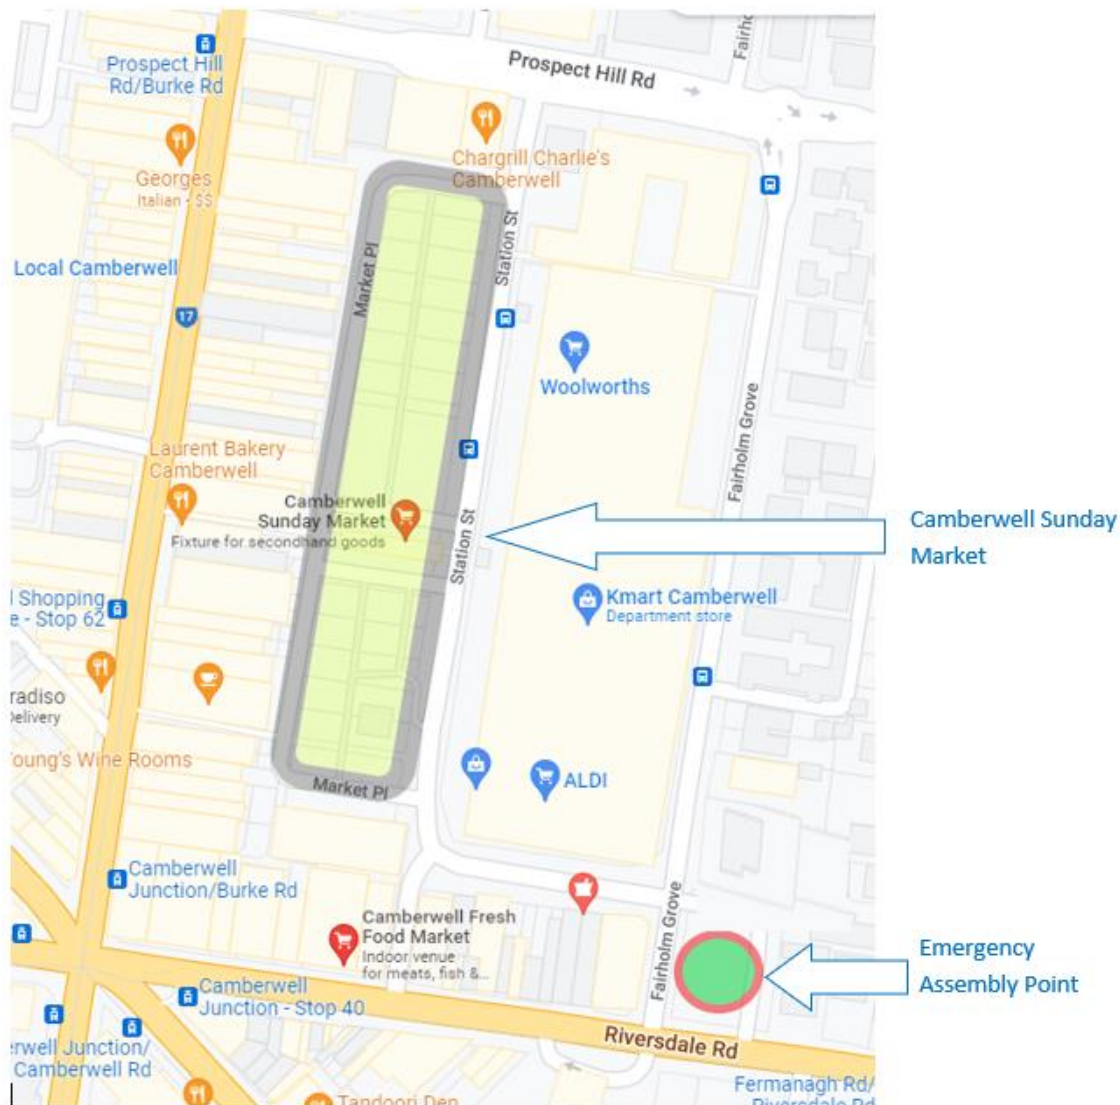 Prospect Hill
Rd/Burke Rd
Prospect Hill Rd
Chargrill Charlie's
Camberwell
Georges
Italian · $$
Market Pl
Station St
Local Camberwell
17
Woolworths
Fairholm Grove
Laurent Bakery
Camberwell
Camberwell
Sunday Market
Fixture for secondhand goods
Station St
Camberwell Sunday
Market
Shopping
- Stop 62
Kmart Camberwell
Department store
radiso
Delivery
oung's Wine Rooms
Market Pl
ALDI
Camberwell
Junction/Burke Rd
Camberwell Fresh
Food Market
Indoor venue
for meats, fish &...
Fairholm Grove
Emergency
Assembly Point
Camberwell
Junction - Stop 40
Riversdale Rd
erwell Junction/
Camberwell Rd
Tandoori Den
Fermanagh Rd/
Riversdale Rd